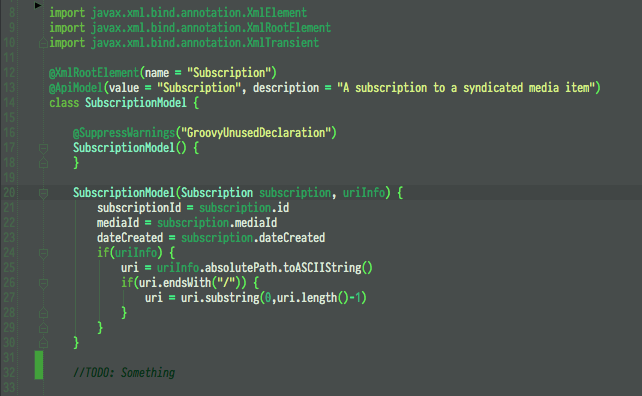 8 import javax.xml.bind.annotation.XmlElement
9 import javax.xml.bind.annotation.XmlRootElement
10 import javax.xml.bind.annotation.XmlTransient
11
12 @XmlRootElement(name = "Subscription")
13 @ApiModel(value = "Subscription", description = "A subscription to a syndicated media item")
14 class SubscriptionModel {
15
16 @SuppressWarnings("GroovyUnusedDeclaration")
17 SubscriptionModel() {
18 }
19
20 SubscriptionModel(Subscription subscription, uriInfo) {
21 subscriptionId = subscription.id
22 mediaId = subscription.mediaId
23 dateCreated = subscription.dateCreated
24 if(uriInfo) {
25 uri = uriInfo.absolutePath.toASCIIString()
26 if(uri.endsWith("/")) {
27 uri = uri.substring(0,uri.length()-1)
28 }
29 }
30 }
31
32 //TODO: Something
33